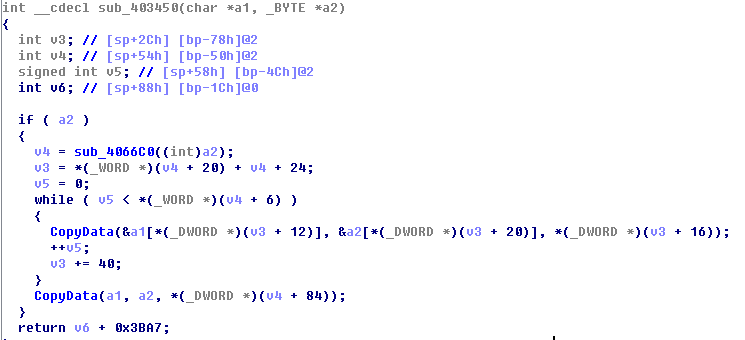 int __cdecl sub_403450(char *a1, _BYTE *a2)
{
  int v3; // [sp+2Ch] [bp-78h]@2
  int v4; // [sp+54h] [bp-50h]@2
  signed int v5; // [sp+58h] [bp-4Ch]@2
  int v6; // [sp+88h] [bp-1Ch]@0

  if ( a2 )
  {
    v4 = sub_4066C0((int)a2);
    v3 = *(_WORD *)(v4 + 20) + v4 + 24;
    v5 = 0;
    while ( v5 < *(_WORD *)(v4 + 6) )
    {
      CopyData(&a1[*(_DWORD *)(v3 + 12)], &a2[*(_DWORD *)(v3 + 20)], *(_DWORD *)(v3 + 16));
      ++v5;
      v3 += 40;
    }
    CopyData(a1, a2, *(_DWORD *)(v4 + 84));
  }
  return v6 + 0x3BA7;